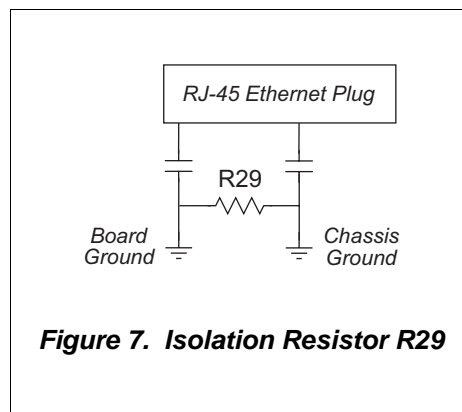 RJ-45 Ethernet Plug
R29
Board
Ground
Chassis
Ground
Figure 7. Isolation Resistor R29